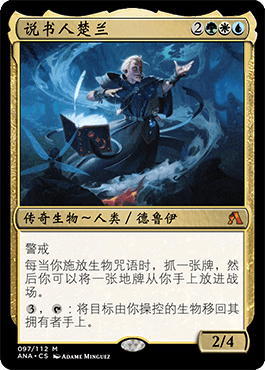 说书人楚兰 2
传奇生物～人类／德鲁伊
警戒
每当你施放生物咒语时，抓一张牌，然
后你可以将一张地牌从你手上放进战
场。
3，：将目标由你操控的生物移回其
拥有者手上。
2/4
097/112 M
ANA • CS Adame Minguez